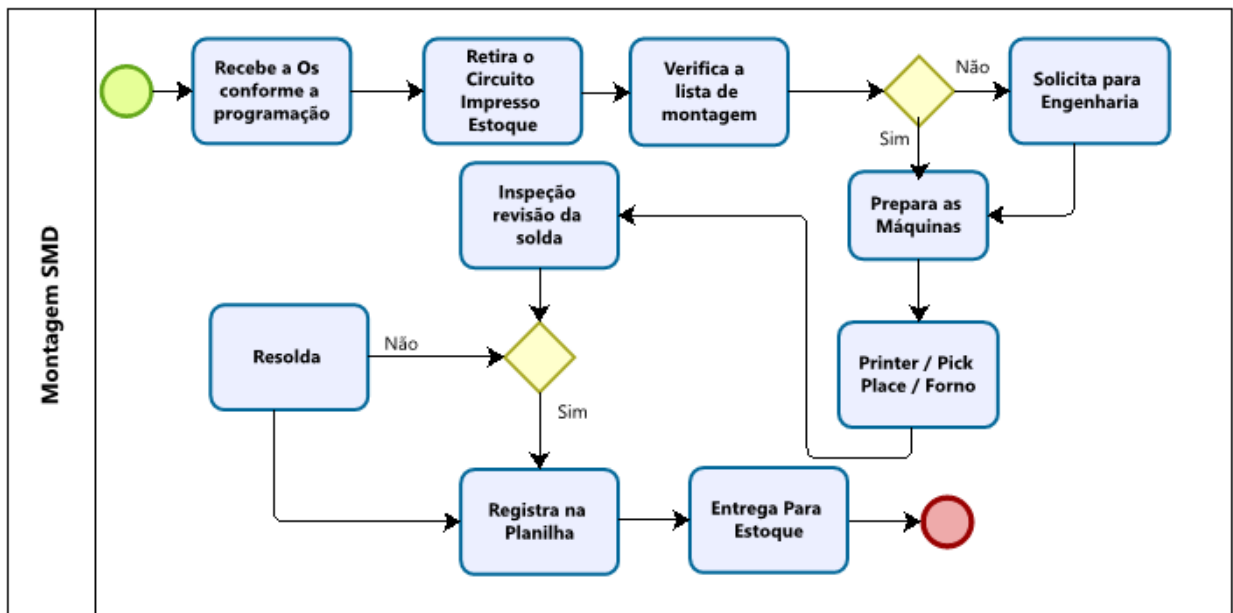 Montagem SMD
Recebe a Os
conforme a
programação
Retira o
Circuito
Impresso
Estoque
Verifica a
lista de
montagem
Não
Solicita para
Engenharia
Sim
Prepara as
Máquinas
Printer / Pick
Place / Forno
Inspeção
revisão da
solda
Resolda
Não
Sim
Registra na
Planilha
Entrega Para
Estoque